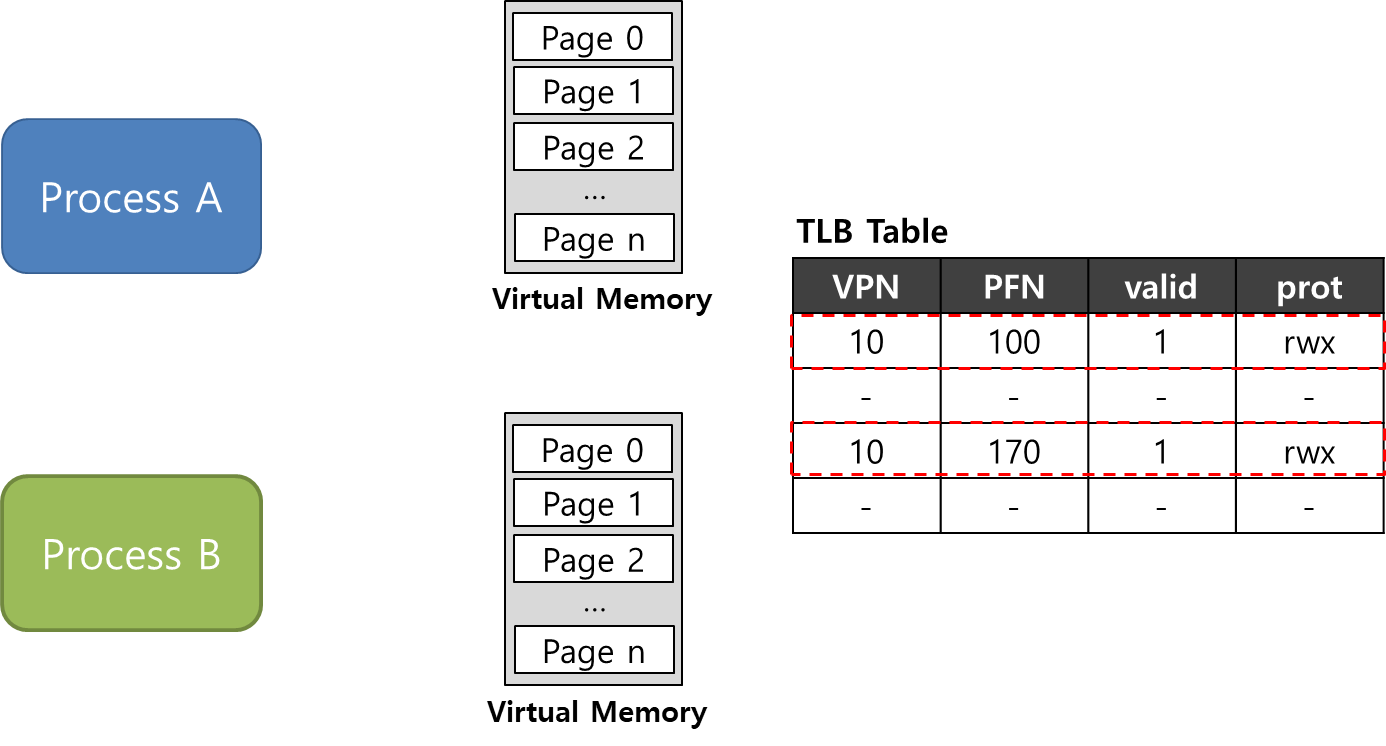 Process A
Page 0
Page 1
Page 2
...
Page n
Virtual Memory
Process B
Page 0
Page 1
Page 2
...
Page n
Virtual Memory
TLB Table
VPN PFN valid prot
10 100 1 rwx
- - - -
10 170 1 rwx
- - - -